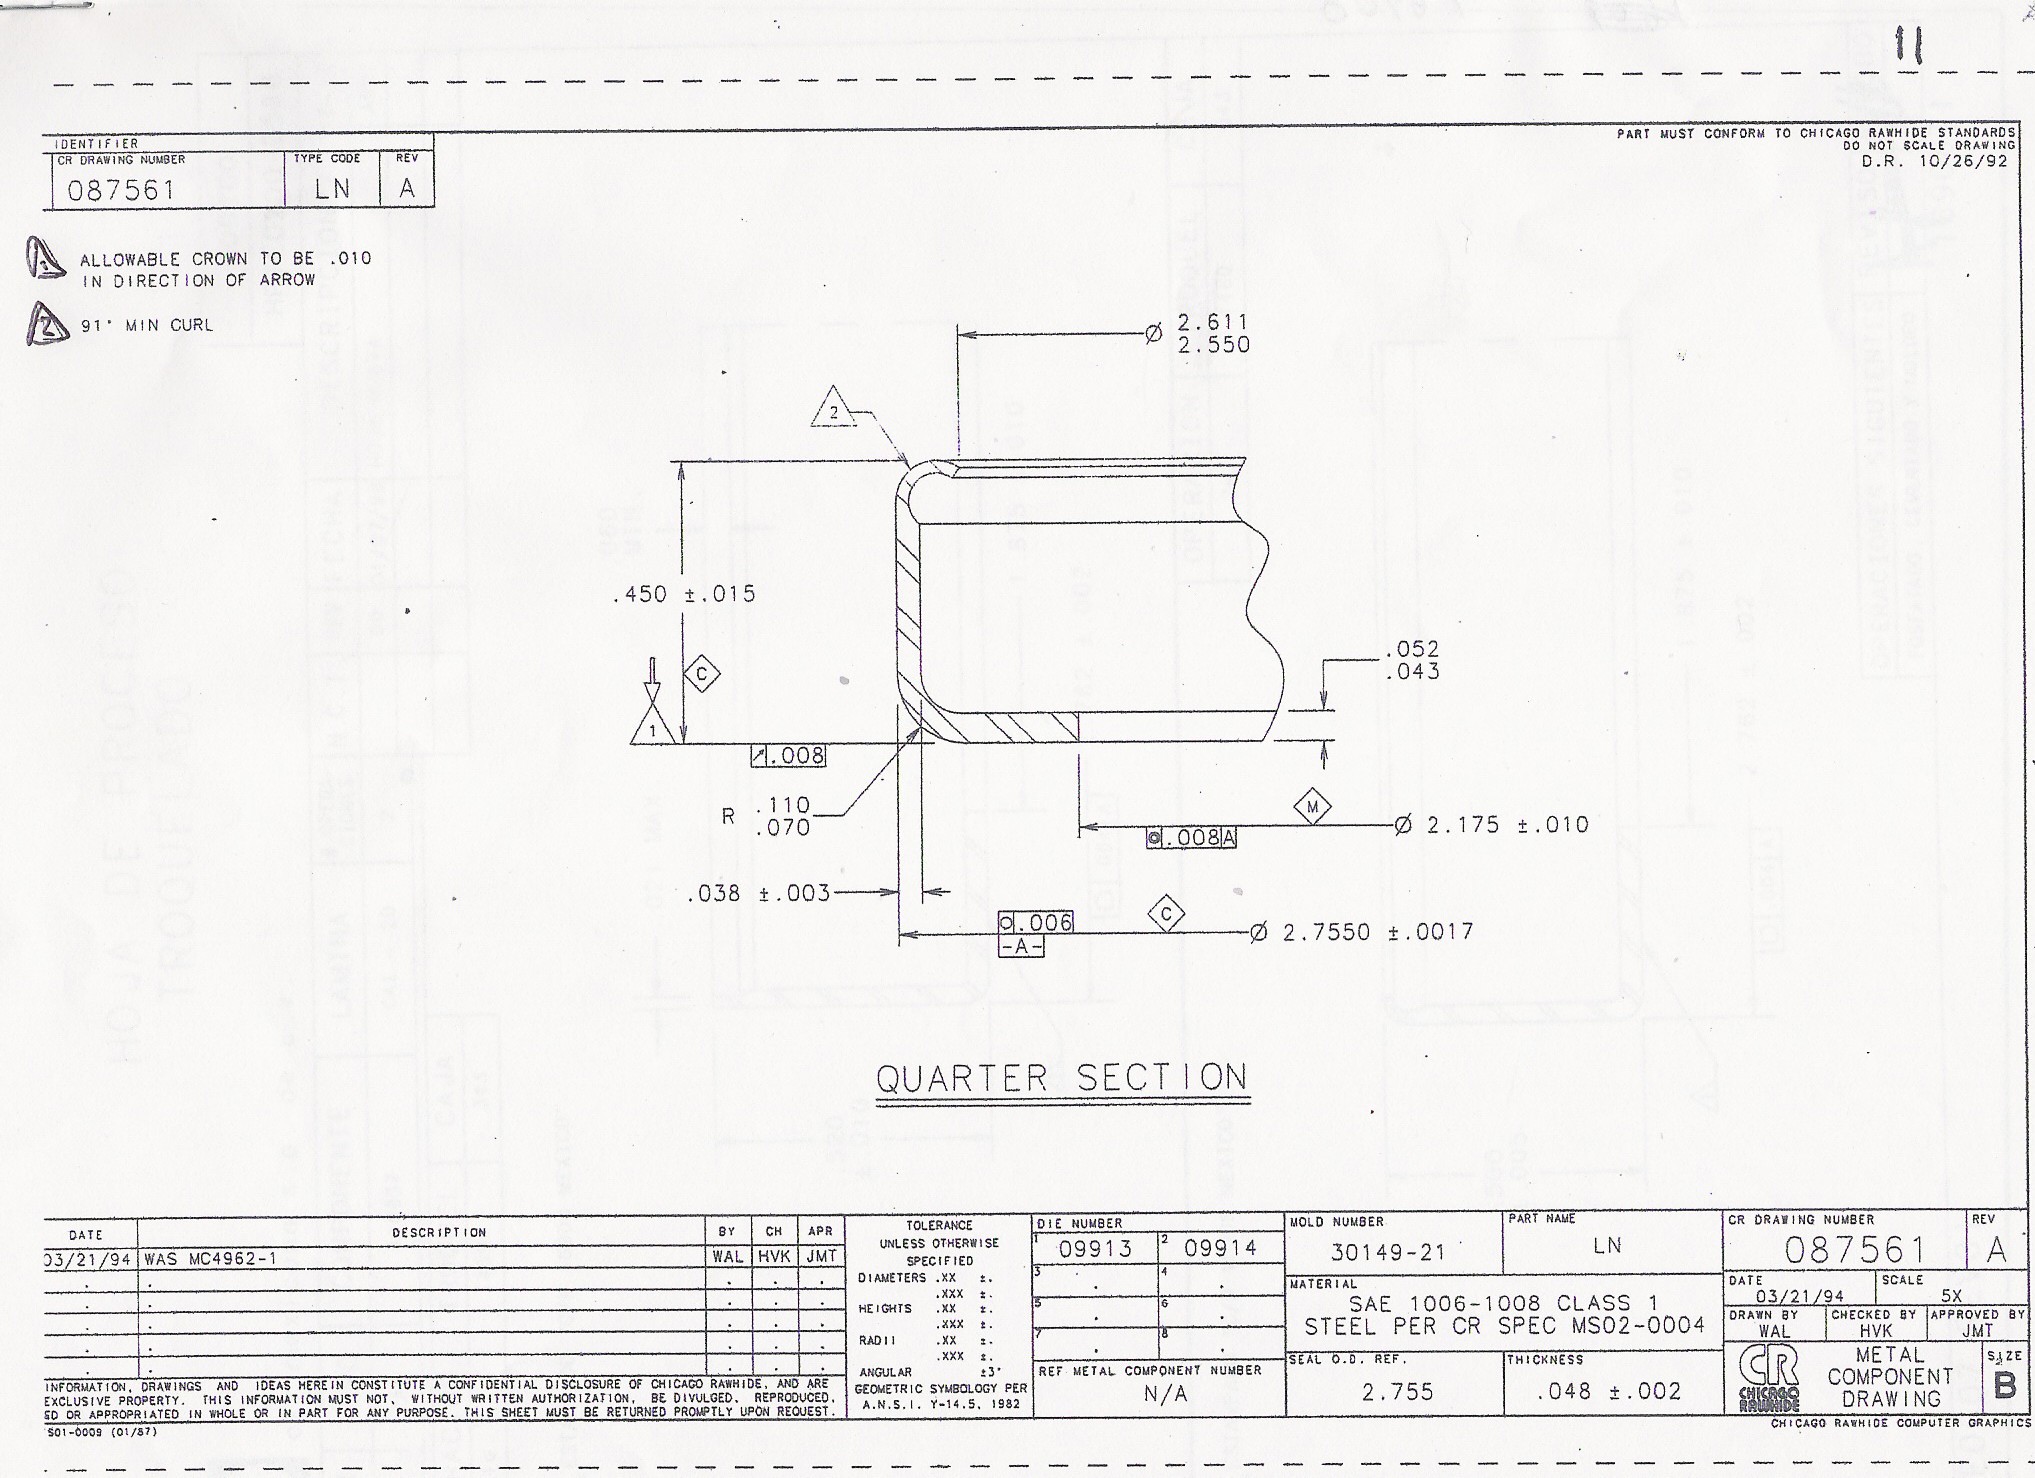 11
IDENTIFIER
CR DRAWING NUMBER
TYPE CODE
REV
087561
LN
A
PART MUST CONFORM TO CHICAGO RAWHIDE STANDARDS
DO NOT SCALE DRAWING
D.R. 10/26/92
1 ALLOWABLE CROWN TO BE .010
IN DIRECTION OF ARROW
2 91° MIN CURL
Ø 2.611
2.550
2
.450 ±.015
C
1
.008
.052
.043
R .110
.070
M
Ø 2.175 ±.010
.008 A
.038 ±.003
.006
-A-
C
Ø 2.7550 ±.0017
QUARTER SECTION
DATE DESCRIPTION BY CH APR
03/21/94 WAS MC4962-1 WAL HVK JMT
TOLERANCE
UNLESS OTHERWISE
SPECIFIED
DIAMETERS .XX ±.
.XXX ±.
HEIGHTS .XX ±.
.XXX ±.
RADII .XX ±.
.XXX ±.
ANGULAR ±3°
GEOMETRIC SYMBOLOGY PER
A.N.S.I. Y-14.5, 1982
DIE NUMBER
1 09913 2 09914
3 4
5 6
7 8
REF METAL COMPONENT NUMBER
N/A
MOLD NUMBER
30149-21
PART NAME
LN
MATERIAL
SAE 1006-1008 CLASS 1
STEEL PER CR SPEC MS02-0004
SEAL O.D. REF.
2.755
THICKNESS
.048 ±.002
CR DRAWING NUMBER
087561
REV
A
DATE
03/21/94
SCALE
5X
DRAWN BY
WAL
CHECKED BY
HVK
APPROVED BY
JMT
CR
CHICAGO
RAWHIDE
METAL
COMPONENT
DRAWING
SIZE
B
INFORMATION, DRAWINGS AND IDEAS HEREIN CONSTITUTE A CONFIDENTIAL DISCLOSURE OF CHICAGO RAWHIDE, AND ARE
EXCLUSIVE PROPERTY. THIS INFORMATION MUST NOT, WITHOUT WRITTEN AUTHORIZATION, BE DIVULGED, REPRODUCED,
ED OR APPROPRIATED IN WHOLE OR IN PART FOR ANY PURPOSE. THIS SHEET MUST BE RETURNED PROMPTLY UPON REQUEST.
S01-0009 (01/87)
CHICAGO RAWHIDE COMPUTER GRAPHICS